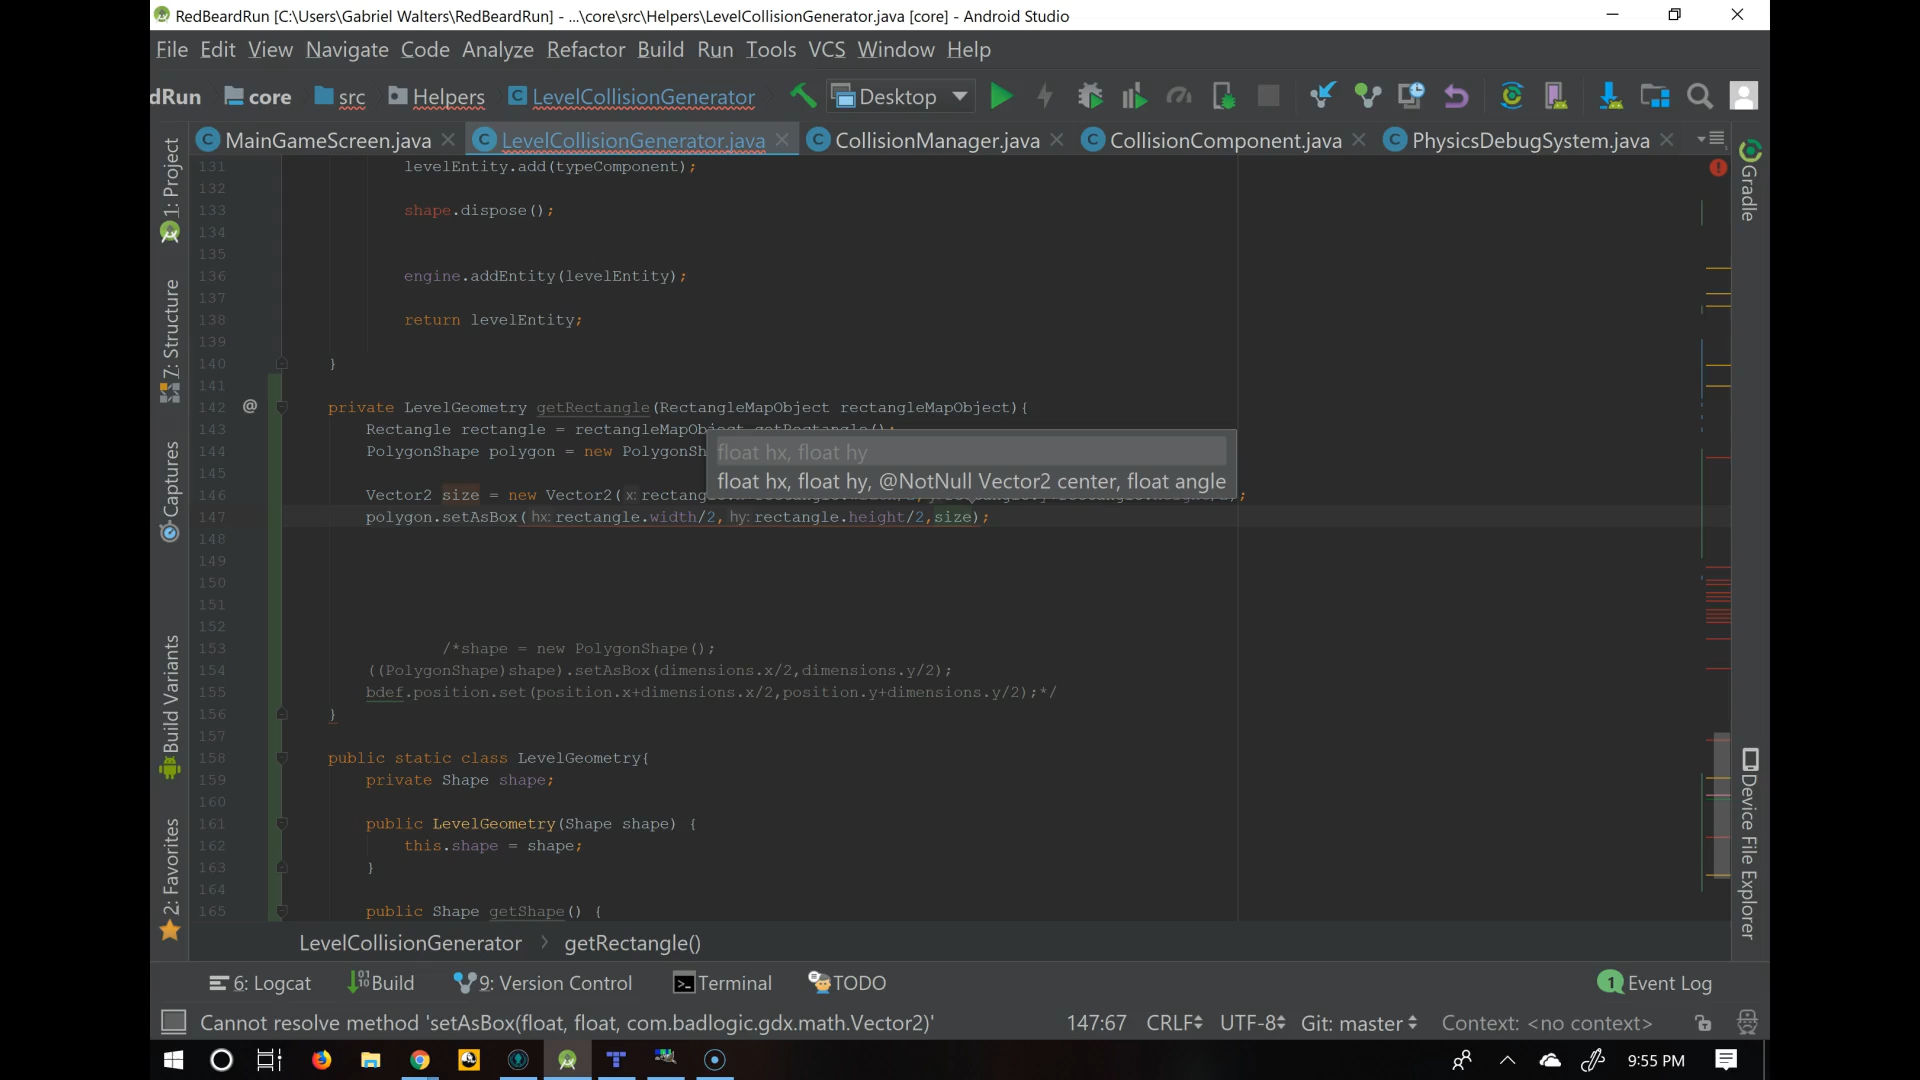 RedBeardRun [C:\Users\Gabriel Walters\RedBeardRun] - ...\core\src\Helpers\LevelCollisionGenerator.java [core] - Android Studio
File Edit View Navigate Code Analyze Refactor Build Run Tools VCS Window Help
dRun core src Helpers LevelCollisionGenerator Desktop
MainGameScreen.java LevelCollisionGenerator.java CollisionManager.java CollisionComponent.java PhysicsDebugSystem.java
1: Project
Z: Structure
Captures
Build Variants
2: Favorites
131 levelEntity.add(typeComponent);
132
133 shape.dispose();
134
135
136 engine.addEntity(levelEntity);
137
138 return levelEntity;
139
140 }
141
142 @ private LevelGeometry getRectangle(RectangleMapObject rectangleMapObject){
143 Rectangle rectangle = rectangleMapObject.getRectangle();
144 PolygonShape polygon = new PolygonSh
float hx, float hy
float hx, float hy, @NotNull Vector2 center, float angle
145
146 Vector2 size = new Vector2( x: rectang
147 polygon.setAsBox( hx: rectangle.width/2, hy: rectangle.height/2,size);
148
149
150
151
152
153 /*shape = new PolygonShape();
154 ((PolygonShape)shape).setAsBox(dimensions.x/2,dimensions.y/2);
155 bdef.position.set(position.x+dimensions.x/2,position.y+dimensions.y/2);*/
156 }
157
158 public static class LevelGeometry{
159 private Shape shape;
160
161 public LevelGeometry(Shape shape) {
162 this.shape = shape;
163 }
164
165 public Shape getShape() {
Gradle
Device File Explorer
LevelCollisionGenerator > getRectangle()
6: Logcat Build 9: Version Control Terminal TODO 1 Event Log
Cannot resolve method 'setAsBox(float, float, com.badlogic.gdx.math.Vector2)' 147:67 CRLF UTF-8 Git: master Context: <no context>
9:55 PM